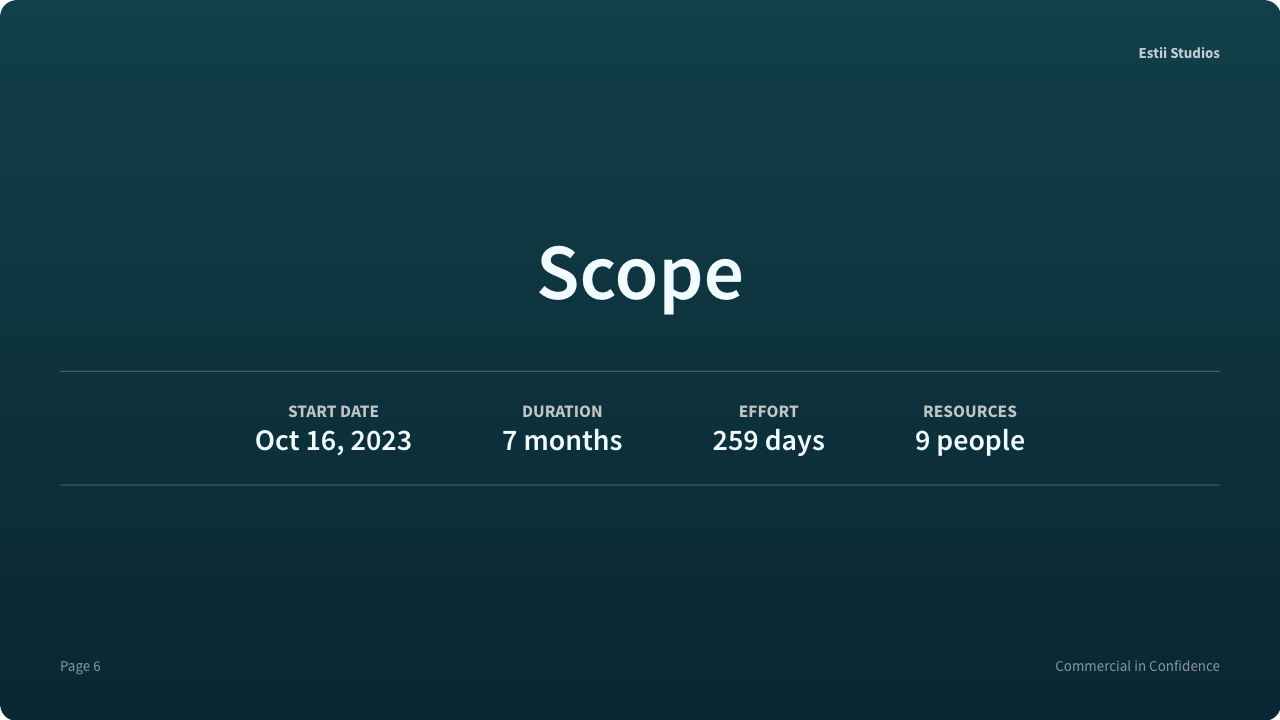 Estii Studios
Scope
START DATE
Oct 16, 2023
DURATION
7 months
EFFORT
259 days
RESOURCES
9 people
Page 6
Commercial in Confidence